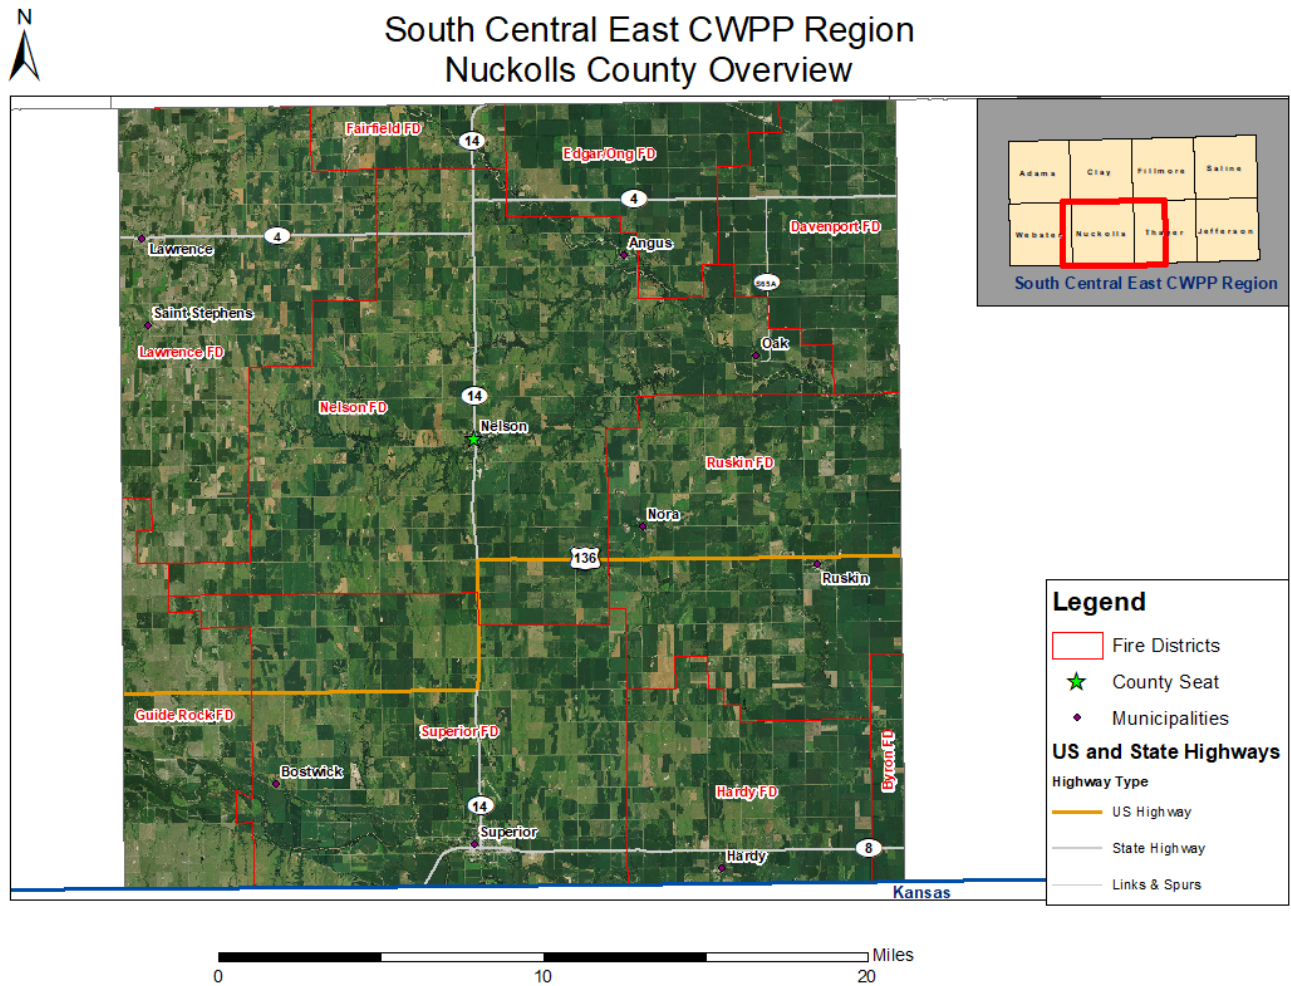 N
South Central East CWPP Region
Nuckolls County Overview
Fairfield FD
14
Edgar/Ong FD
4
Davenport FD
4
Lawrence
Angus
S65A
Saint Stephens
Lawrence FD
Oak
14
Nelson FD
Nelson
Ruskin FD
Nora
136
Ruskin
Guide Rock FD
Superior FD
Byron FD
Bostwick
Hardy FD
14
Superior
8
Hardy
Kansas
Adams
Clay
Fillmore
Saline
Webster
Nuckolls
Thayer
Jefferson
South Central East CWPP Region
Legend
Fire Districts
County Seat
Municipalities
US and State Highways
Highway Type
US Highway
State Highway
Links & Spurs
Miles
0
10
20